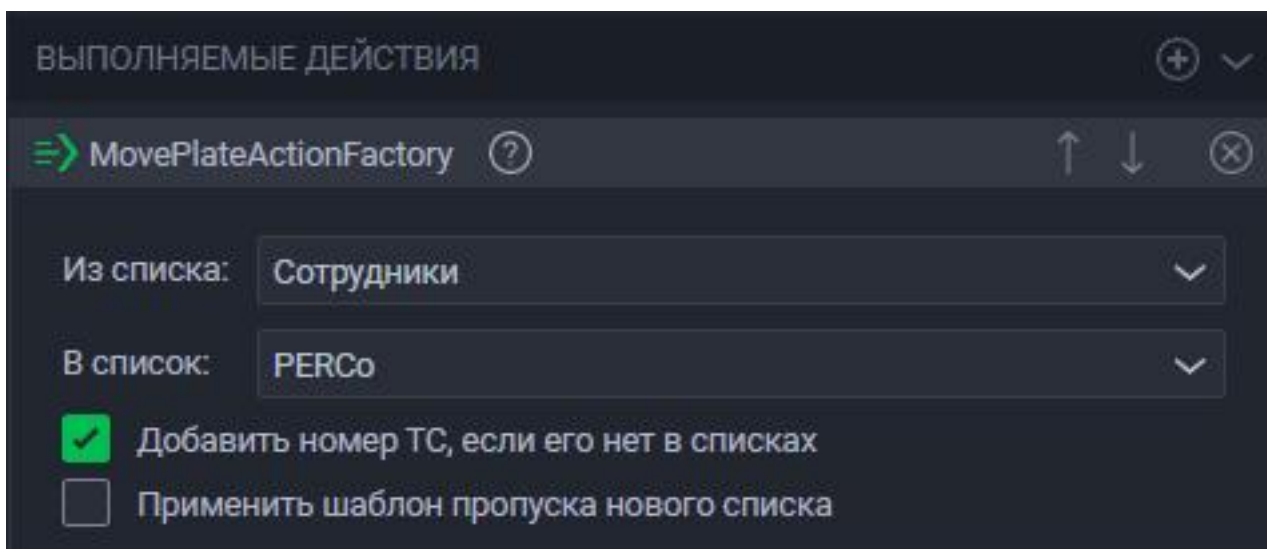 ВЫПОЛНЯЕМЫЕ ДЕЙСТВИЯ
MovePlateActionFactory
Из списка: Сотрудники
В список: PERCo
Добавить номер ТС, если его нет в списках
Применить шаблон пропуска нового списка